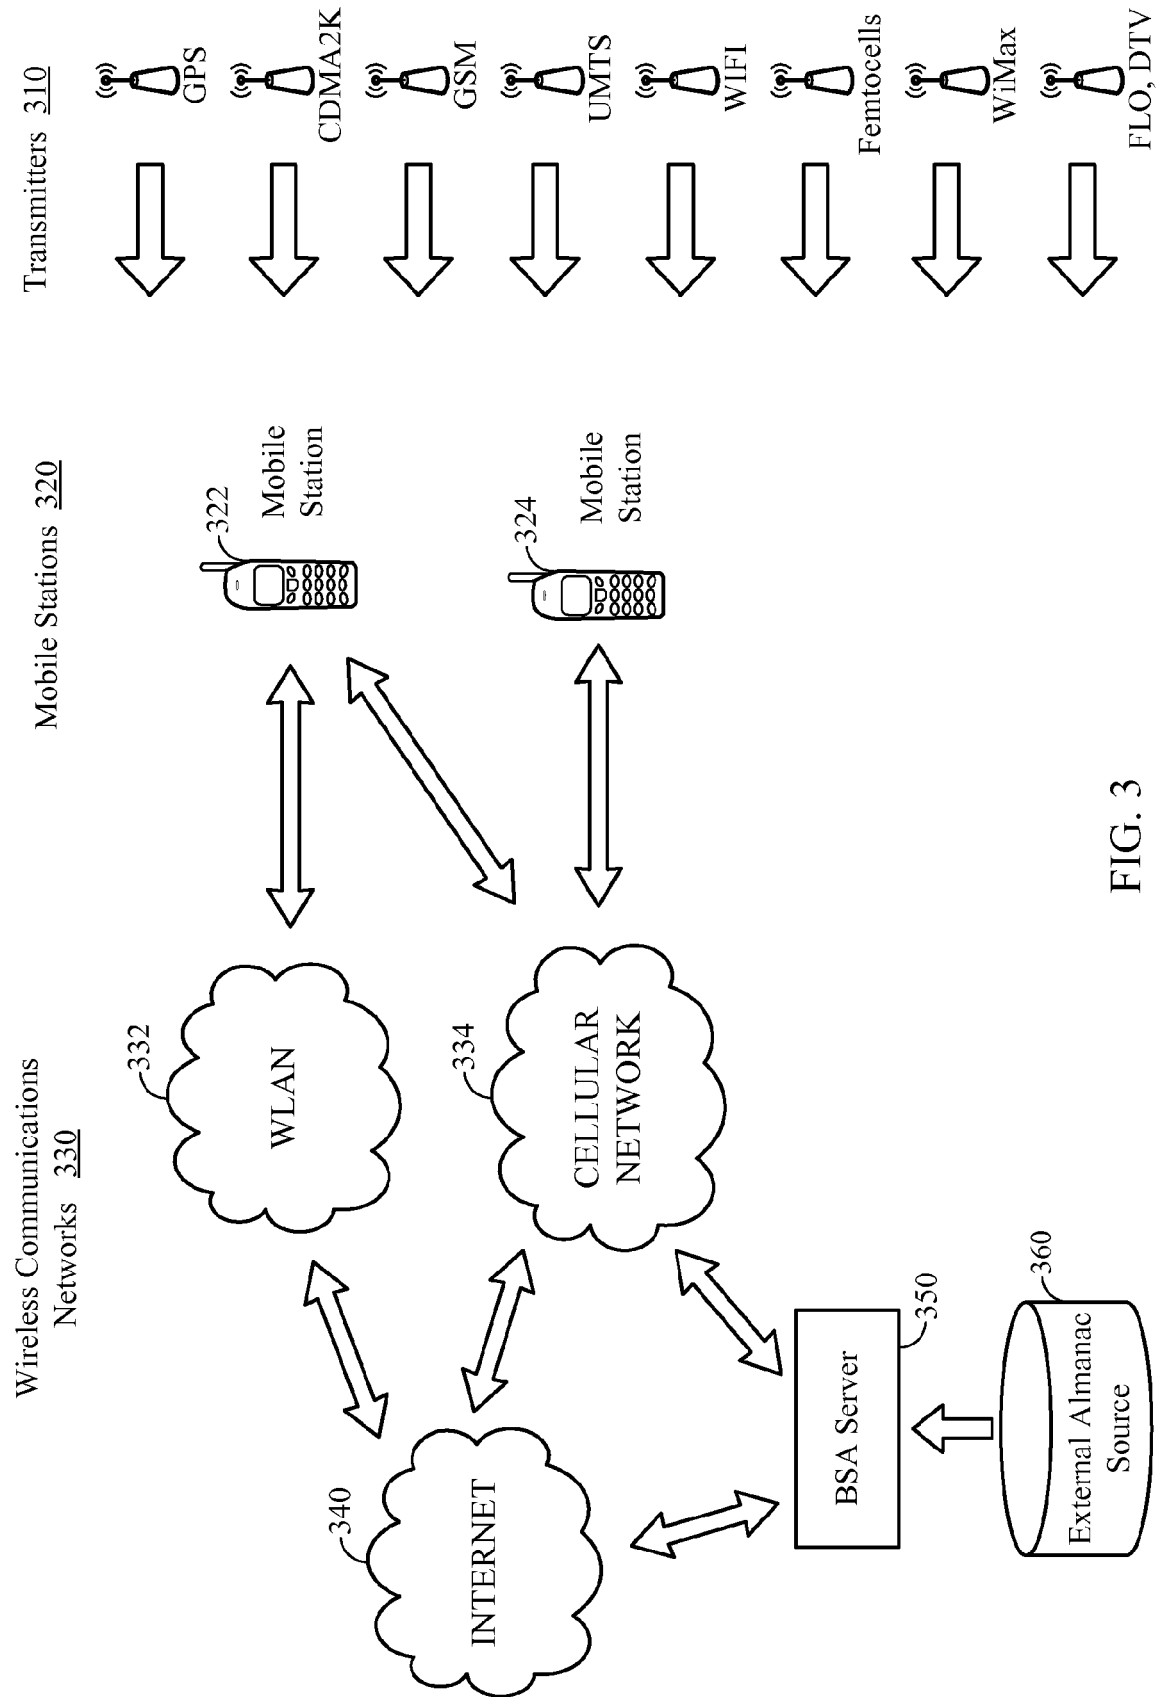 Wireless Communications
Networks 330
Mobile Stations 320
Transmitters 310
332
WLAN
322
Mobile
Station
GPS
CDMA2K
340
INTERNET
334
CELLULAR
NETWORK
324
Mobile
Station
GSM
UMTS
WIFI
BSA Server
350
Femtocells
WiMax
360
External Almanac
Source
FLO, DTV
FIG. 3